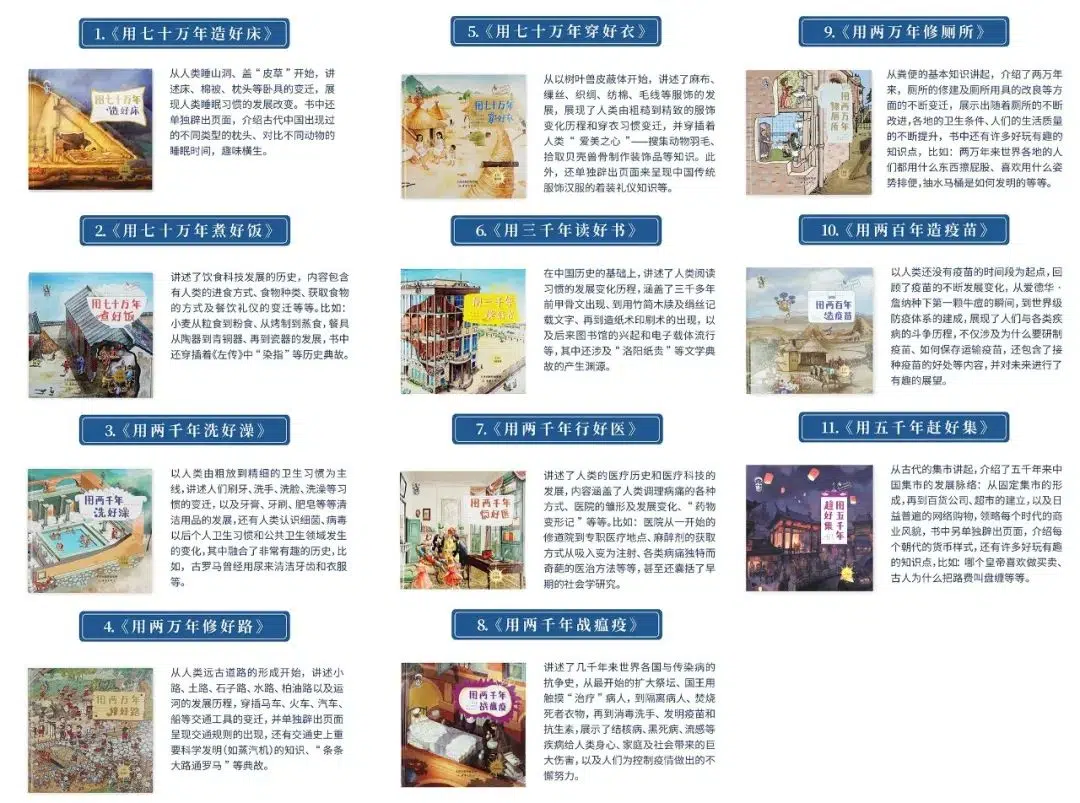 1.《用七十万年造好床》
用七十万年
造好床
从人类睡山洞、盖“皮草”开始，讲
述床、棉被、枕头等卧具的变迁，展
现人类睡眠习惯的发展改变。书中还
单独辟出页面，介绍古代中国出现过
的不同类型的枕头、对比不同动物的
睡眠时间，趣味横生。
2.《用七十万年煮好饭》
用七十万年
煮好饭
讲述了饮食科技发展的历史，内容包含
有人类的进食方式、食物种类、获取食物
的方式及餐饮礼仪的变迁等等。比如：
小麦从粒食到粉食、从烤制到蒸食，餐具
从陶器到青铜器、再到瓷器的发展，书中
还穿插着《左传》中“染指”等历史典故。
3.《用两千年洗好澡》
用两千年
洗好澡
以人类由粗放到精细的卫生习惯为主
线，讲述人们刷牙、洗手、洗脸、洗澡等习
惯的变迁，以及牙膏、牙刷、肥皂等等清
洁用品的发展，还有人类认识细菌、病毒
以后个人卫生习惯和公共卫生领域发生
的变化，其中融合了非常有趣的历史，比
如，古罗马曾经用尿来清洁牙齿和衣服
等。
4.《用两万年修好路》
用两万年
修好路
从人类远古道路的形成开始，讲述小
路、土路、石子路、水路、柏油路以及运
河的发展历程，穿插马车、火车、汽车、
船等交通工具的变迁，并单独辟出页面
呈现交通规则的出现，还有交通史上重
要科学发明（如蒸汽机）的知识、“条条
大路通罗马”等典故。
5.《用七十万年穿好衣》
用七十万年
穿好衣
从以树叶兽皮蔽体开始，讲述了麻布、
缫丝、织绸、纺棉、毛线等服饰的发
展，展现了人类由粗糙到精致的服饰
变化历程和穿衣习惯变迁，并穿插着
人类“爱美之心”——搜集动物羽毛、
拾取贝壳兽骨制作装饰品等知识。此
外，还单独辟出页面来呈现中国传统
服饰汉服的着装礼仪知识等。
6.《用三千年读好书》
用三千年
读好书
在中国历史的基础上，讲述了人类阅读
习惯的发展变化历程，涵盖了三千多年
前甲骨文出现、到用竹简木牍及绢丝记
载文字、再到造纸术印刷术的出现，以
及后来图书馆的兴起和电子载体流行
等，其中还涉及“洛阳纸贵”等文学典
故的产生渊源。
7.《用两千年行好医》
用两千年
行好医
讲述了人类的医疗历史和医疗科技的
发展，内容涵盖了人类调理病痛的各种
方式、医院的雏形及发展变化、“药物
变形记”等等。比如：医院从一开始的
修道院到专职医疗地点、麻醉剂的获取
方式从吸入变为注射、各类病痛独特而
奇葩的医治方法等等，甚至还囊括了早
期的社会学研究。
8.《用两千年战瘟疫》
用两千年
战瘟疫
讲述了几千年来世界各国与传染病的
抗争史，从最开始的扩大祭坛、国王用
触摸“治疗”病人，到隔离病人、焚烧
死者衣物，再到消毒洗手、发明疫苗和
抗生素，展示了结核病、黑死病、流感等
疾病给人类身心、家庭及社会带来的巨
大伤害，以及人们为控制疫情做出的不
懈努力。
9.《用两万年修厕所》
用两万年
修厕所
从粪便的基本知识讲起，介绍了两万年
来，厕所的修建及厕所用具的改良等方
面的不断变迁，展示出随着厕所的不断
改进，各地的卫生条件、人们的生活质量
的不断提升，书中还有许多好玩有趣的
知识点，比如：两万年来世界各地的人
们都用什么东西擦屁股、喜欢用什么姿
势排便，抽水马桶是如何发明的等等。
10.《用两百年造疫苗》
用两百年
造疫苗
以人类还没有疫苗的时间段为起点，回
顾了疫苗的不断发展变化，从爱德华·
詹纳种下第一颗牛痘的瞬间，到世界级
防疫体系的建成，展现了人们与各类疾
病的斗争历程，不仅涉及为什么要研制
疫苗、如何保存运输疫苗，还包含了接
种疫苗的好处等内容，并对未来进行了
有趣的展望。
11.《用五千年赶好集》
用五千年
赶好集
从古代的集市讲起，介绍了五千年来中
国集市的发展脉络：从固定集市的形
成，再到百货公司、超市的建立，以及日
益普遍的网络购物，领略每个时代的商
业风貌，书中另单独辟出页面，介绍每
个朝代的货币样式，还有许多好玩有趣
的知识点，比如：哪个皇帝喜欢做买卖、
古人为什么把路费叫盘缠等等。